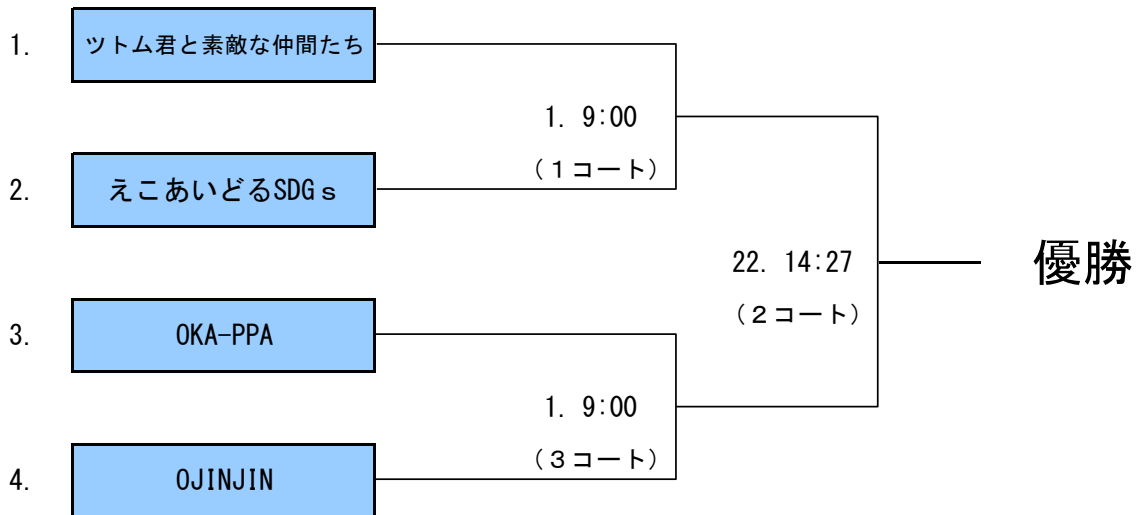 1. ツトム君と素敵な仲間たち
1. 9:00
（１コート）
2. えこあいどるSDGｓ
22. 14:27
（２コート）
優勝
3. OKA-PPA
1. 9:00
（３コート）
4. OJINJIN